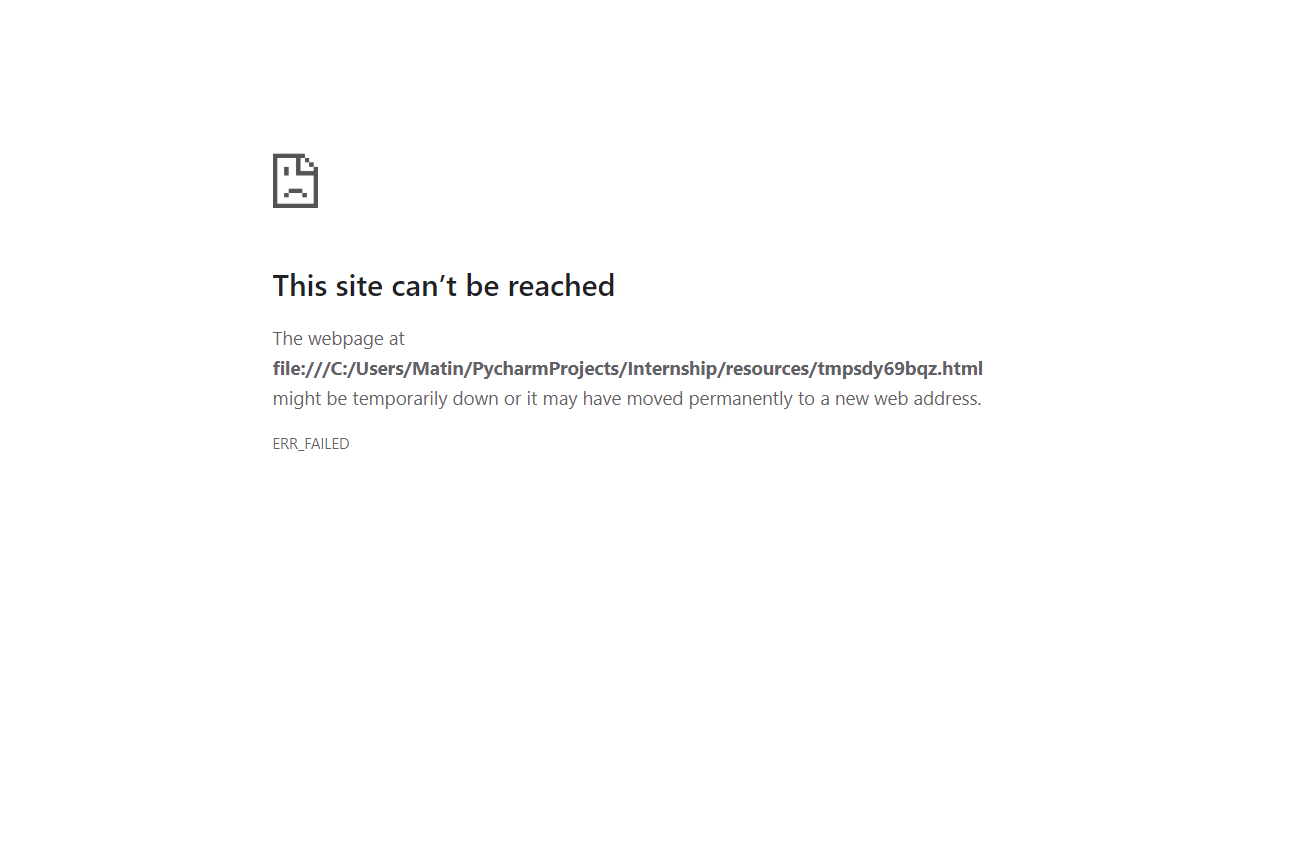 This site can’t be reached
The webpage at
file:///C:/Users/Matin/PycharmProjects/Internship/resources/tmpsdy69bqz.html
might be temporarily down or it may have moved permanently to a new web address.
ERR_FAILED